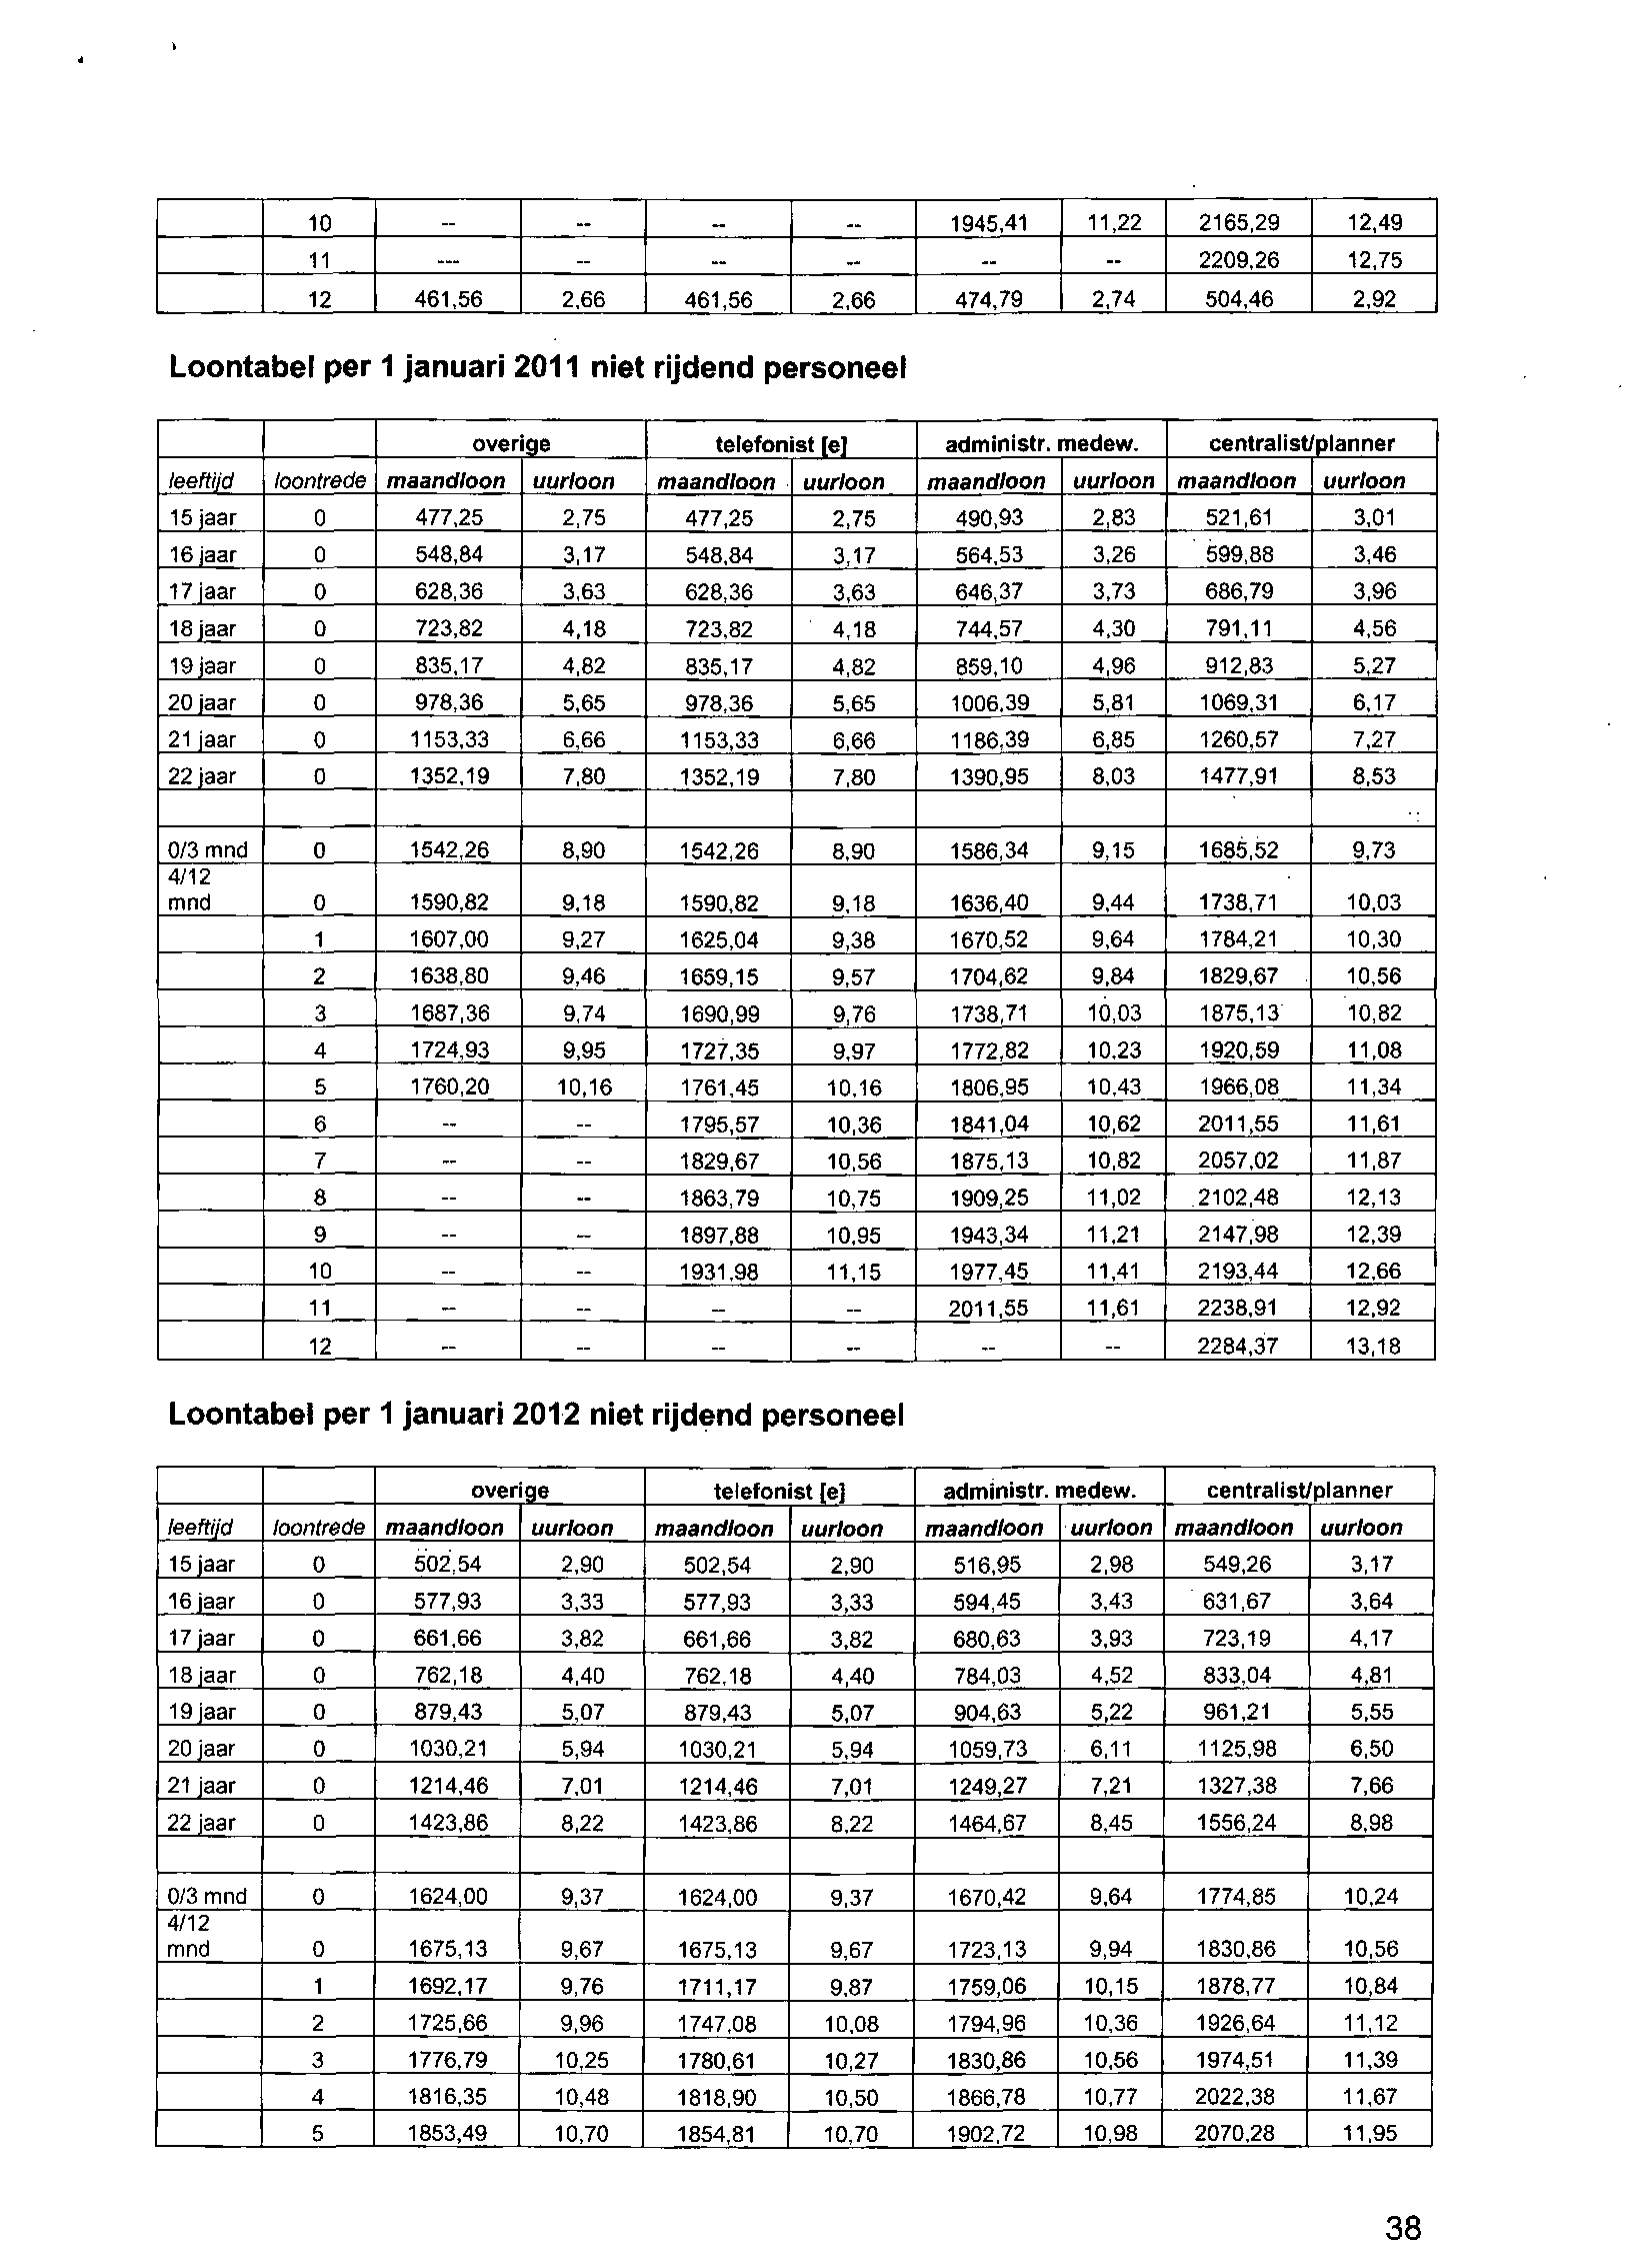 10 -- -- -- -- 1945,41 11,22 2165,29 12,49
11 --- -- -- -- -- -- 2209,26 12,75
12 461,56 2,66 461,56 2,66 474,79 2,74 504,46 2,92
Loontabel per 1 januari 2011 niet rijdend personeel
overige telefonist [e] administr. medew. centralist/planner
leeftijd loontrede maandloon uurloon maandloon uurloon maandloon uurloon maandloon uurloon
15 jaar 0 477,25 2,75 477,25 2,75 490,93 2,83 521,61 3,01
16 jaar 0 548,84 3,17 548,84 3,17 564,53 3,26 599,88 3,46
17 jaar 0 628,36 3,63 628,36 3,63 646,37 3,73 686,79 3,96
18 jaar 0 723,82 4,18 723,82 4,18 744,57 4,30 791,11 4,56
19 jaar 0 835,17 4,82 835,17 4,82 859,10 4,96 912,83 5,27
20 jaar 0 978,36 5,65 978,36 5,65 1006,39 5,81 1069,31 6,17
21 jaar 0 1153,33 6,66 1153,33 6,66 1186,39 6,85 1260,57 7,27
22 jaar 0 1352,19 7,80 1352,19 7,80 1390,95 8,03 1477,91 8,53
0/3 mnd 0 1542,26 8,90 1542,26 8,90 1586,34 9,15 1685,52 9,73
4/12
mnd 0 1590,82 9,18 1590,82 9,18 1636,40 9,44 1738,71 10,03
1 1607,00 9,27 1625,04 9,38 1670,52 9,64 1784,21 10,30
2 1638,80 9,46 1659,15 9,57 1704,62 9,84 1829,67 10,56
3 1687,36 9,74 1690,99 9,76 1738,71 10,03 1875,13 10,82
4 1724,93 9,95 1727,35 9,97 1772,82 10,23 1920,59 11,08
5 1760,20 10,16 1761,45 10,16 1806,95 10,43 1966,08 11,34
6 -- -- 1795,57 10,36 1841,04 10,62 2011,55 11,61
7 -- -- 1829,67 10,56 1875,13 10,82 2057,02 11,87
8 -- -- 1863,79 10,75 1909,25 11,02 2102,48 12,13
9 -- -- 1897,88 10,95 1943,34 11,21 2147,98 12,39
10 -- -- 1931,98 11,15 1977,45 11,41 2193,44 12,66
11 -- -- -- -- 2011,55 11,61 2238,91 12,92
12 -- -- -- -- -- -- 2284,37 13,18
Loontabel per 1 januari 2012 niet rijdend personeel
overige telefonist [e] administr. medew. centralist/planner
leeftijd loontrede maandloon uurloon maandloon uurloon maandloon uurloon maandloon uurloon
15 jaar 0 502,54 2,90 502,54 2,90 516,95 2,98 549,26 3,17
16 jaar 0 577,93 3,33 577,93 3,33 594,45 3,43 631,67 3,64
17 jaar 0 661,66 3,82 661,66 3,82 680,63 3,93 723,19 4,17
18 jaar 0 762,18 4,40 762,18 4,40 784,03 4,52 833,04 4,81
19 jaar 0 879,43 5,07 879,43 5,07 904,63 5,22 961,21 5,55
20 jaar 0 1030,21 5,94 1030,21 5,94 1059,73 6,11 1125,98 6,50
21 jaar 0 1214,46 7,01 1214,46 7,01 1249,27 7,21 1327,38 7,66
22 jaar 0 1423,86 8,22 1423,86 8,22 1464,67 8,45 1556,24 8,98
0/3 mnd 0 1624,00 9,37 1624,00 9,37 1670,42 9,64 1774,85 10,24
4/12
mnd 0 1675,13 9,67 1675,13 9,67 1723,13 9,94 1830,86 10,56
1 1692,17 9,76 1711,17 9,87 1759,06 10,15 1878,77 10,84
2 1725,66 9,96 1747,08 10,08 1794,96 10,36 1926,64 11,12
3 1776,79 10,25 1780,61 10,27 1830,86 10,56 1974,51 11,39
4 1816,35 10,48 1818,90 10,50 1866,78 10,77 2022,38 11,67
5 1853,49 10,70 1854,81 10,70 1902,72 10,98 2070,28 11,95
38